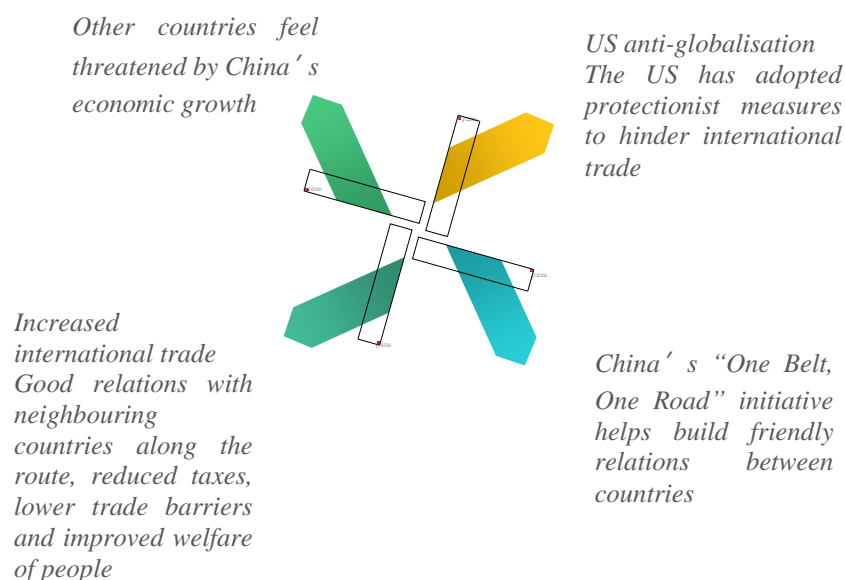 Other countries feel
threatened by China’s
economic growth
US anti-globalisation
The US has adopted
protectionist measures
to hinder international
trade
Increased
international trade
Good relations with
neighbouring
countries along the
route, reduced taxes,
lower trade barriers
and improved welfare
of people
China’s “One Belt,
One Road” initiative
helps build friendly
relations between
countries